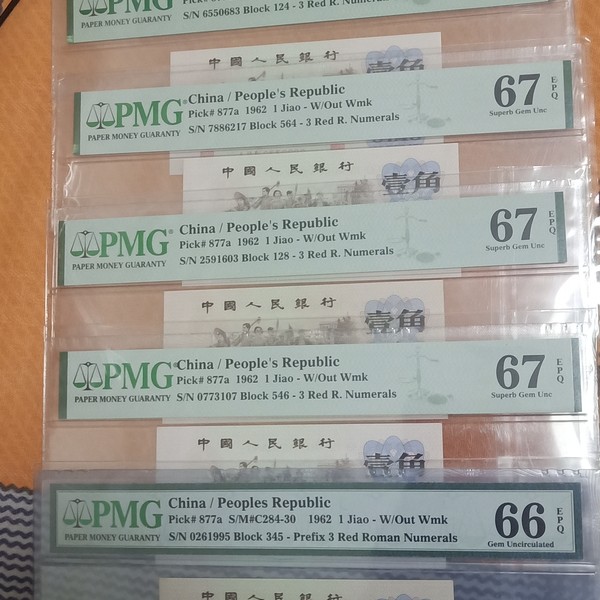 PMG
PAPER MONEY GUARANTY
S/N 6550683 Block 124 - 3 Red R. Numerals
中國人民銀行
壹角
PMG
PAPER MONEY GUARANTY
China / People's Republic
Pick# 877a 1962 1 Jiao - W/Out Wmk
S/N 7886217 Block 564 - 3 Red R. Numerals
67 EPQ
Superb Gem Unc
中國人民銀行
壹角
PMG
PAPER MONEY GUARANTY
China / People's Republic
Pick# 877a 1962 1 Jiao - W/Out Wmk
S/N 2591603 Block 128 - 3 Red R. Numerals
67 EPQ
Superb Gem Unc
中國人民銀行
壹角
PMG
PAPER MONEY GUARANTY
China / People's Republic
Pick# 877a 1962 1 Jiao - W/Out Wmk
S/N 0773107 Block 546 - 3 Red R. Numerals
67 EPQ
Superb Gem Unc
中國人民銀行
壹角
PMG
PAPER MONEY GUARANTY
China / Peoples Republic
Pick# 877a S/M#C284-30 1962 1 Jiao - W/Out Wmk
S/N 0261995 Block 345 - Prefix 3 Red Roman Numerals
66 EPQ
Gem Uncirculated
中國人民銀行